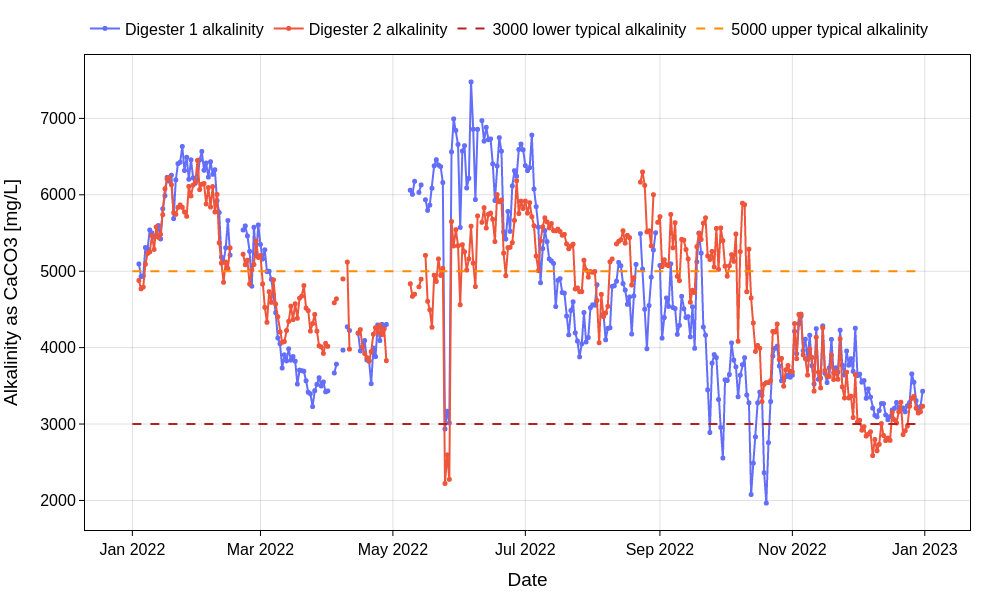 Digester 1 alkalinity Digester 2 alkalinity 3000 lower typical alkalinity 5000 upper typical alkalinity
Alkalinity as CaCO3 [mg/L]
7000
6000
5000
4000
3000
2000
Jan 2022 Mar 2022 May 2022 Jul 2022 Sep 2022 Nov 2022 Jan 2023
Date